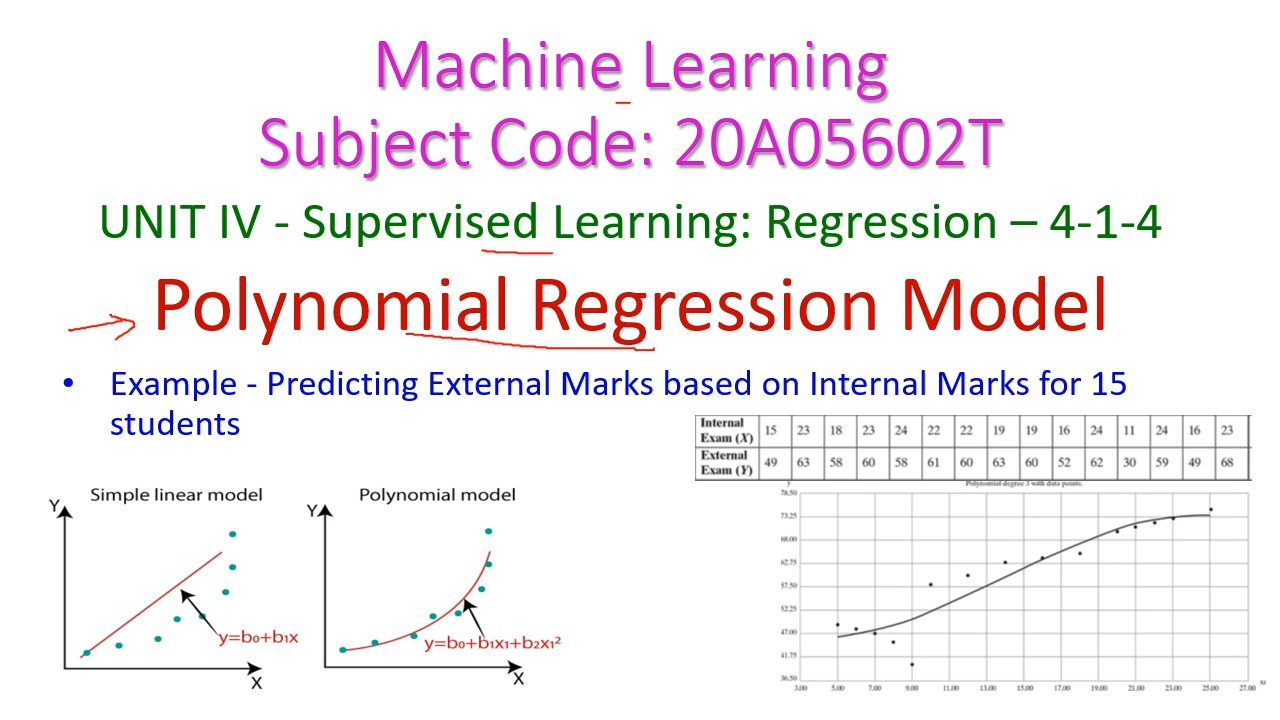 Machine Learning
Subject Code: 20A05602T
UNIT IV - Supervised Learning: Regression – 4-1-4
Polynomial Regression Model
• Example - Predicting External Marks based on Internal Marks for 15
students
Internal Exam (X) 15 23 18 23 24 22 22 19 19 16 24 11 24 16 23
External Exam (Y) 49 63 58 60 58 61 60 63 60 52 62 30 59 49 68
Simple linear model
Y
y=b₀+b₁x
X
Polynomial model
Y
y=b₀+b₁x₁+b₂x₁²
X
y
Polynomial degree 3 with data points.
78.50
73.25
68.00
62.75
57.50
52.25
47.00
41.75
36.50
3.00 5.00 7.00 9.00 11.00 13.00 15.00 17.00 19.00 21.00 23.00 25.00 27.00